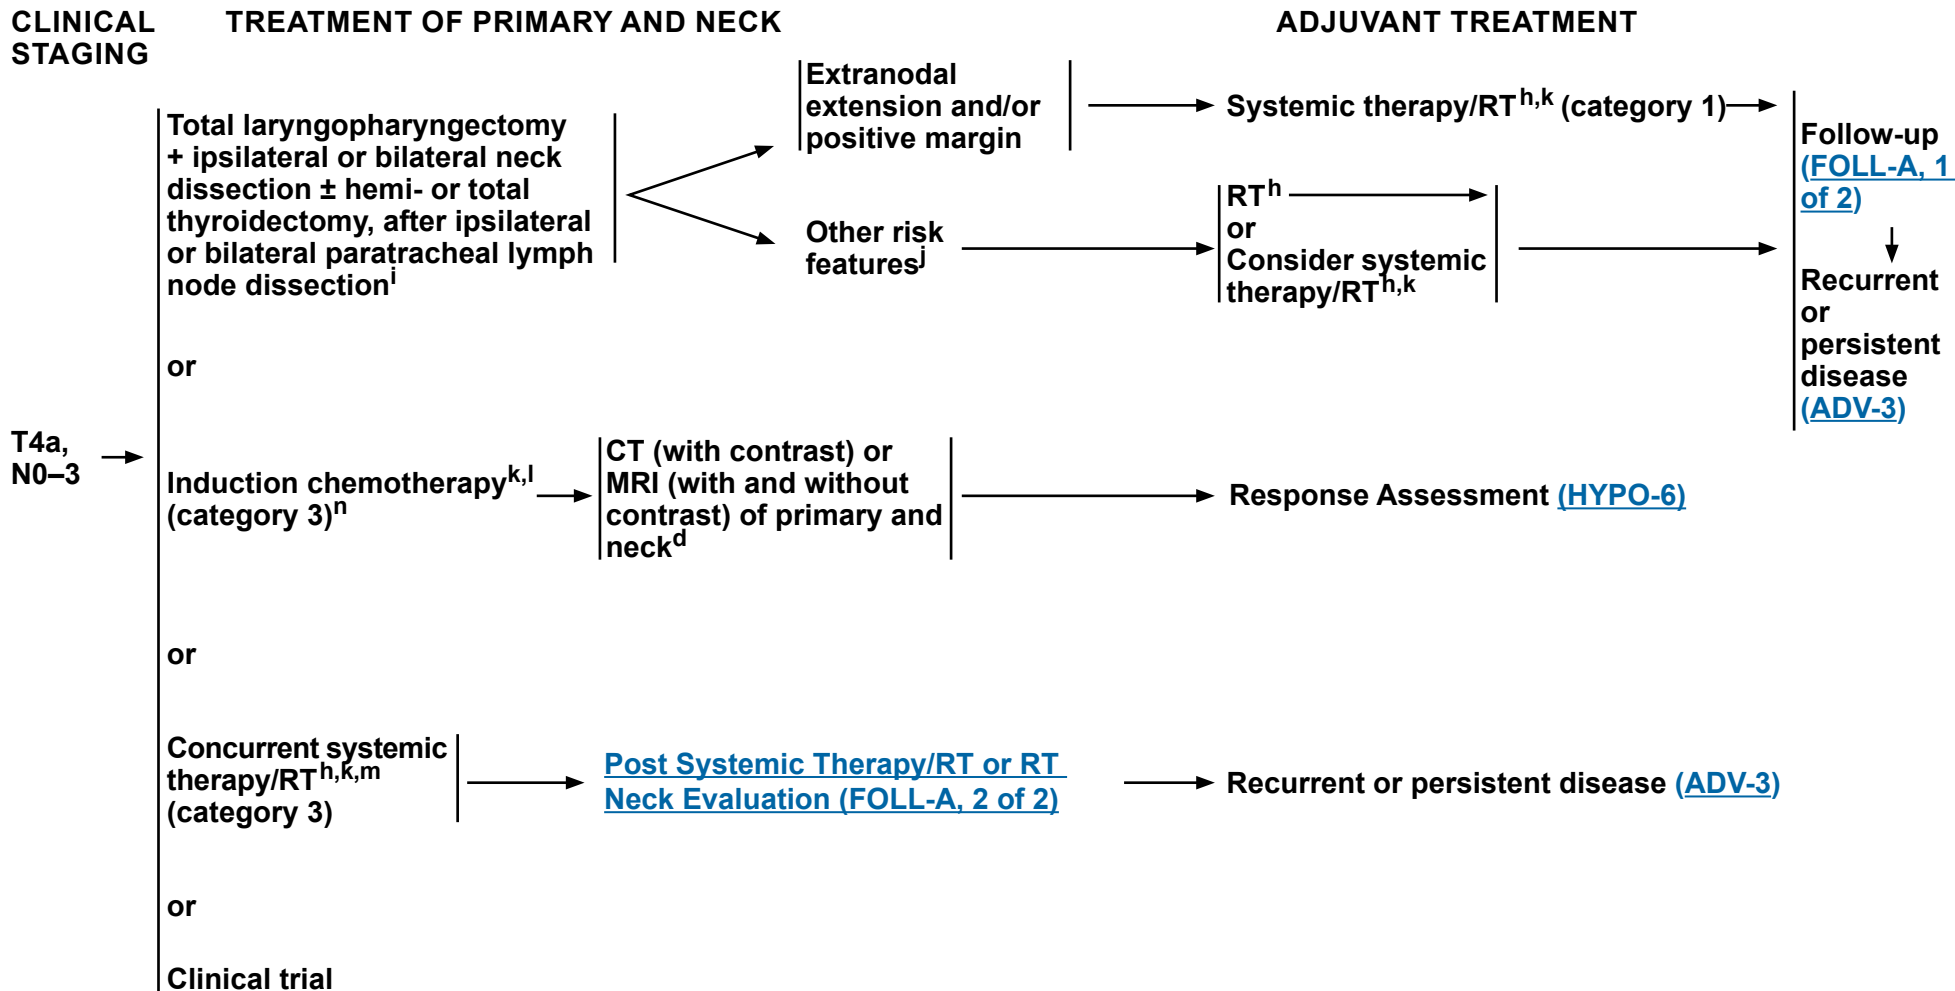 CLINICAL
STAGING
TREATMENT OF PRIMARY AND NECK
ADJUVANT TREATMENT
T4a,
N0–3
Total laryngopharyngectomy
+ ipsilateral or bilateral neck
dissection ± hemi- or total
thyroidectomy, after ipsilateral
or bilateral paratracheal lymph
node dissectioni
Extranodal
extension and/or
positive margin
Systemic therapy/RTh,k (category 1)
Other risk
featuresj
RTh
or
Consider systemic
therapy/RTh,k
Follow-up
(FOLL-A, 1
of 2)
Recurrent
or
persistent
disease
(ADV-3)
or
Induction chemotherapyk,l
(category 3)n
CT (with contrast) or
MRI (with and without
contrast) of primary and
neckd
Response Assessment (HYPO-6)
or
Concurrent systemic
therapy/RTh,k,m
(category 3)
Post Systemic Therapy/RT or RT
Neck Evaluation (FOLL-A, 2 of 2)
Recurrent or persistent disease (ADV-3)
or
Clinical trial